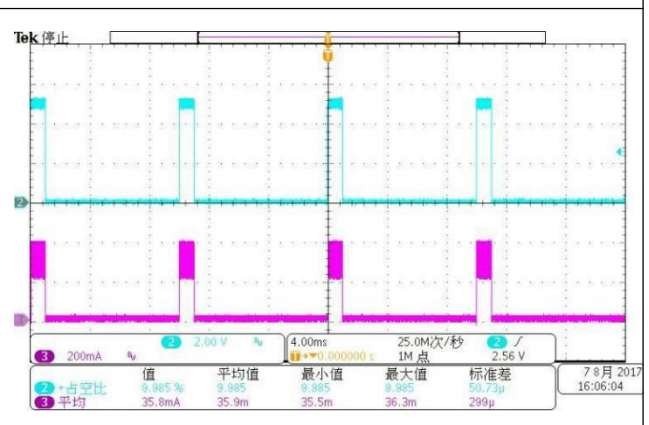 Tek 停止
T
T
2
3
2 2.00 V
3 200mA
4.00ms
T→▼0.000000 s
25.0M次/秒
1M 点
2 ∫
2.56 V
值 平均值 最小值 最大值 标准差
2 +占空比 9.985 % 9.985 9.985 9.985 50.73μ
3 平均 35.8mA 35.9m 35.5m 36.3m 299μ
7 8月 2017
16:06:04